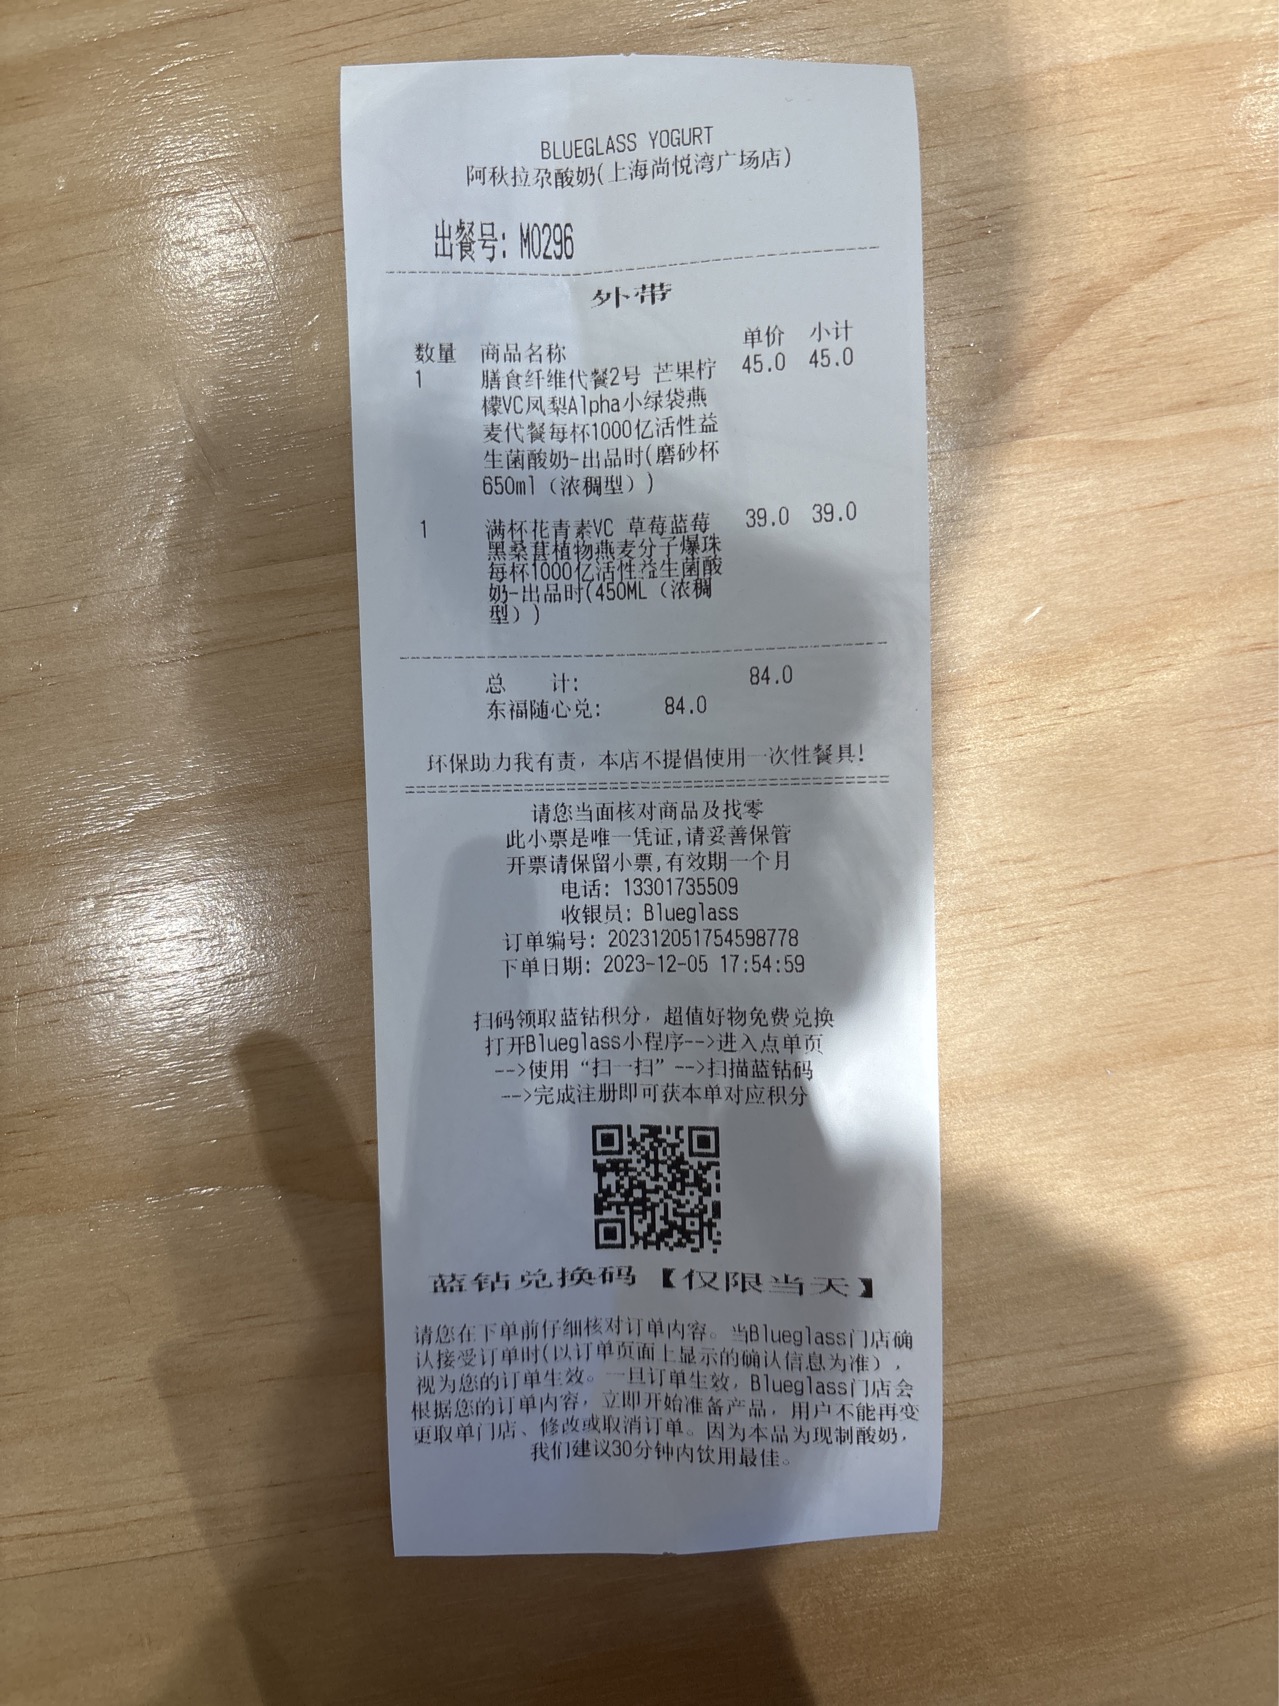 BLUEGLASS YOGURT
阿秋拉尕酸奶(上海尚悦湾广场店)
出餐号: M0296
外带
数量 商品名称 单价 小计
1 膳食纤维代餐2号 芒果柠 45.0 45.0
檬VC凤梨Alpha小绿袋燕
麦代餐每杯1000亿活性益
生菌酸奶-出品时(磨砂杯
650ml（浓稠型）)
1 满杯花青素VC 草莓蓝莓 39.0 39.0
黑桑葚植物燕麦分子爆珠
每杯1000亿活性益生菌酸
奶-出品时(450ML（浓稠
型）)
总 计: 84.0
东福随心兑: 84.0
环保助力我有责，本店不提倡使用一次性餐具!
请您当面核对商品及找零
此小票是唯一凭证,请妥善保管
开票请保留小票,有效期一个月
电话: 13301735509
收银员: Blueglass
订单编号: 202312051754598778
下单日期: 2023-12-05 17:54:59
扫码领取蓝钻积分，超值好物免费兑换
打开Blueglass小程序-->进入点单页
-->使用“扫一扫”-->扫描蓝钻码
-->完成注册即可获本单对应积分
蓝钻兑换码【仅限当天】
请您在下单前仔细核对订单内容。当Blueglass门店确
认接受订单时(以订单页面上显示的确认信息为准)，
视为您的订单生效。一旦订单生效，Blueglass门店会
根据您的订单内容，立即开始准备产品，用户不能再变
更取单门店、修改或取消订单。因为本品为现制酸奶，
我们建议30分钟内饮用最佳。